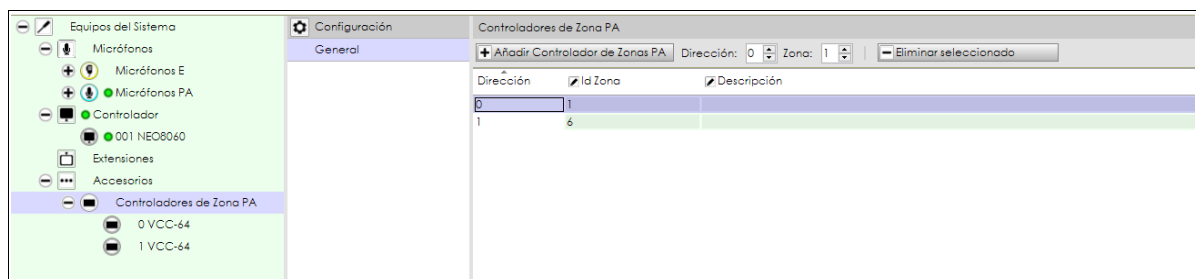 Equipos del Sistema
Micrófonos
Micrófonos E
Micrófonos PA
Controlador
001 NEO8060
Extensiones
Accesorios
Controladores de Zona PA
0 VCC-64
1 VCC-64
Configuración
General
Controladores de Zona PA
Añadir Controlador de Zonas PA Dirección: 0 Zona: 1 Eliminar seleccionado
Dirección Id Zona Descripción
0 1
1 6